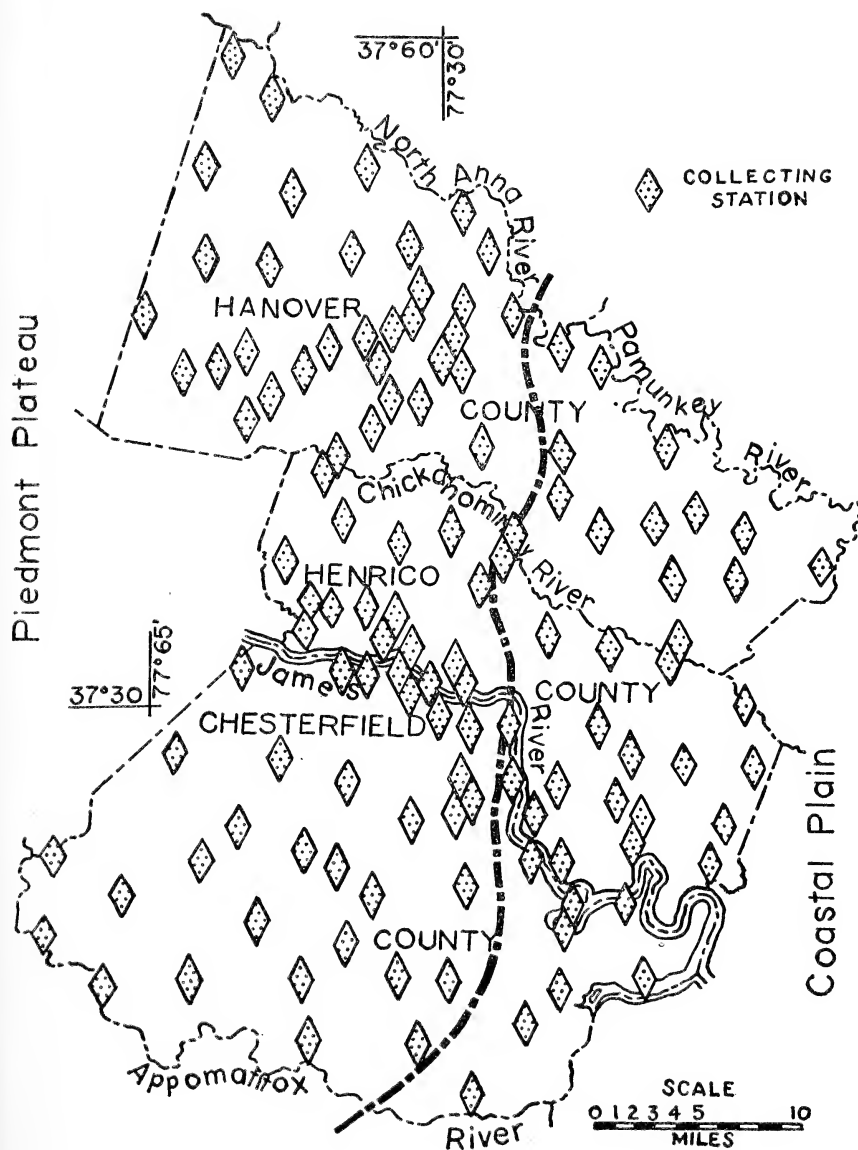 37°60'
77°30'
North Anna River
COLLECTING
STATION
HANOVER
COUNTY
Pamunkey River
Piedmont Plateau
Chickahominy River
HENRICO
COUNTY
37°30
77°65'
James River
CHESTERFIELD
COUNTY
Coastal Plain
Appomattox River
SCALE
0 1 2 3 4 5 10
MILES